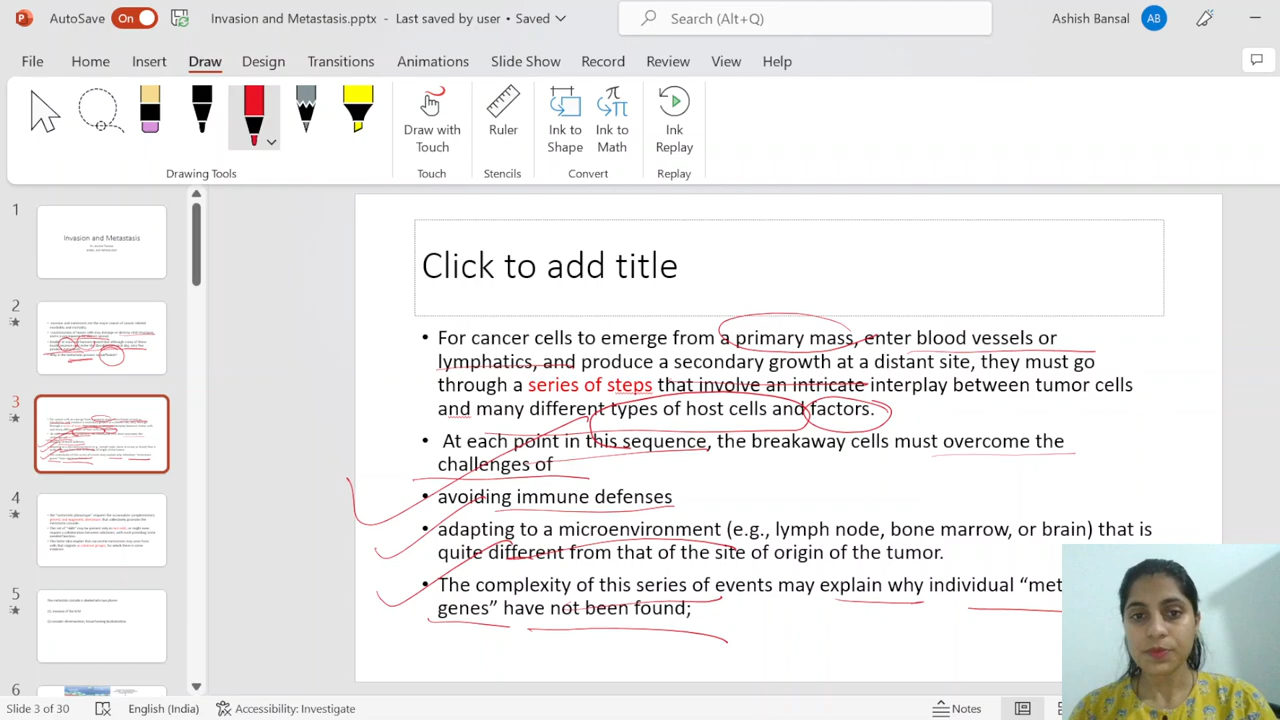 AutoSave On Invasion and Metastasis.pptx - Last saved by user • Saved Search (Alt+Q) Ashish Bansal AB
File Home Insert Draw Design Transitions Animations Slide Show Record Review View Help
Draw with Touch Ruler Ink to Shape Ink to Math Ink Replay
Drawing Tools Touch Stencils Convert Replay
1
Invasion and Metastasis
2
3
4
5
6
Click to add title
• For cancer cells to emerge from a primary mass, enter blood vessels or
lymphatics, and produce a secondary growth at a distant site, they must go
through a series of steps that involve an intricate interplay between tumor cells
and many different types of host cells and factors.
• At each point in this sequence, the breakaway cells must overcome the
challenges of
• avoiding immune defenses
• adapting to a microenvironment (e.g., lymph node, bone marrow, or brain) that is
quite different from that of the site of origin of the tumor.
• The complexity of this series of events may explain why individual “met
genes” have not been found;
Slide 3 of 30 English (India) Accessibility: Investigate Notes